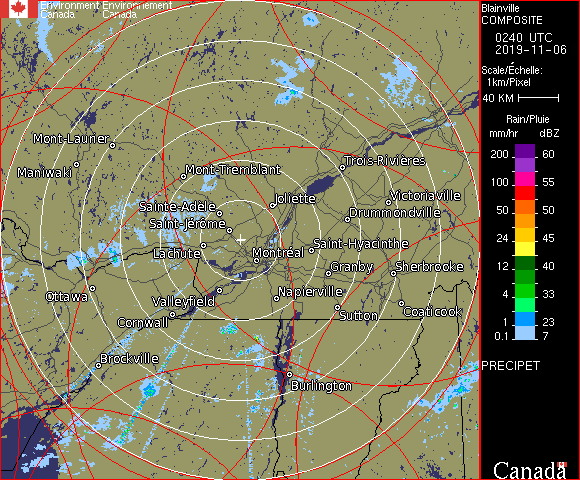 Environment Environnement
Canada Canada
Blainville
COMPOSITE
0240 UTC
2019-11-06
Scale/Échelle:
1km/Pixel
40 KM
Rain/Pluie
mm/hr dBZ
200 60
150 57
100 55
50 50
24 45
12 40
4 33
1 23
0.1 7
PRECIPET
Mont-Laurier
Maniwaki
Mont-Tremblant
Trois-Rivières
Joliette
Victoriaville
Sainte-Adele
Drummondville
Saint-Jérôme
Lachute
Montréal
Saint-Hyacinthe
Granby
Sherbrooke
Ottawa
Valleyfield
Napierville
Cornwall
Sutton
Coaticook
Brockville
Burlington
Canada